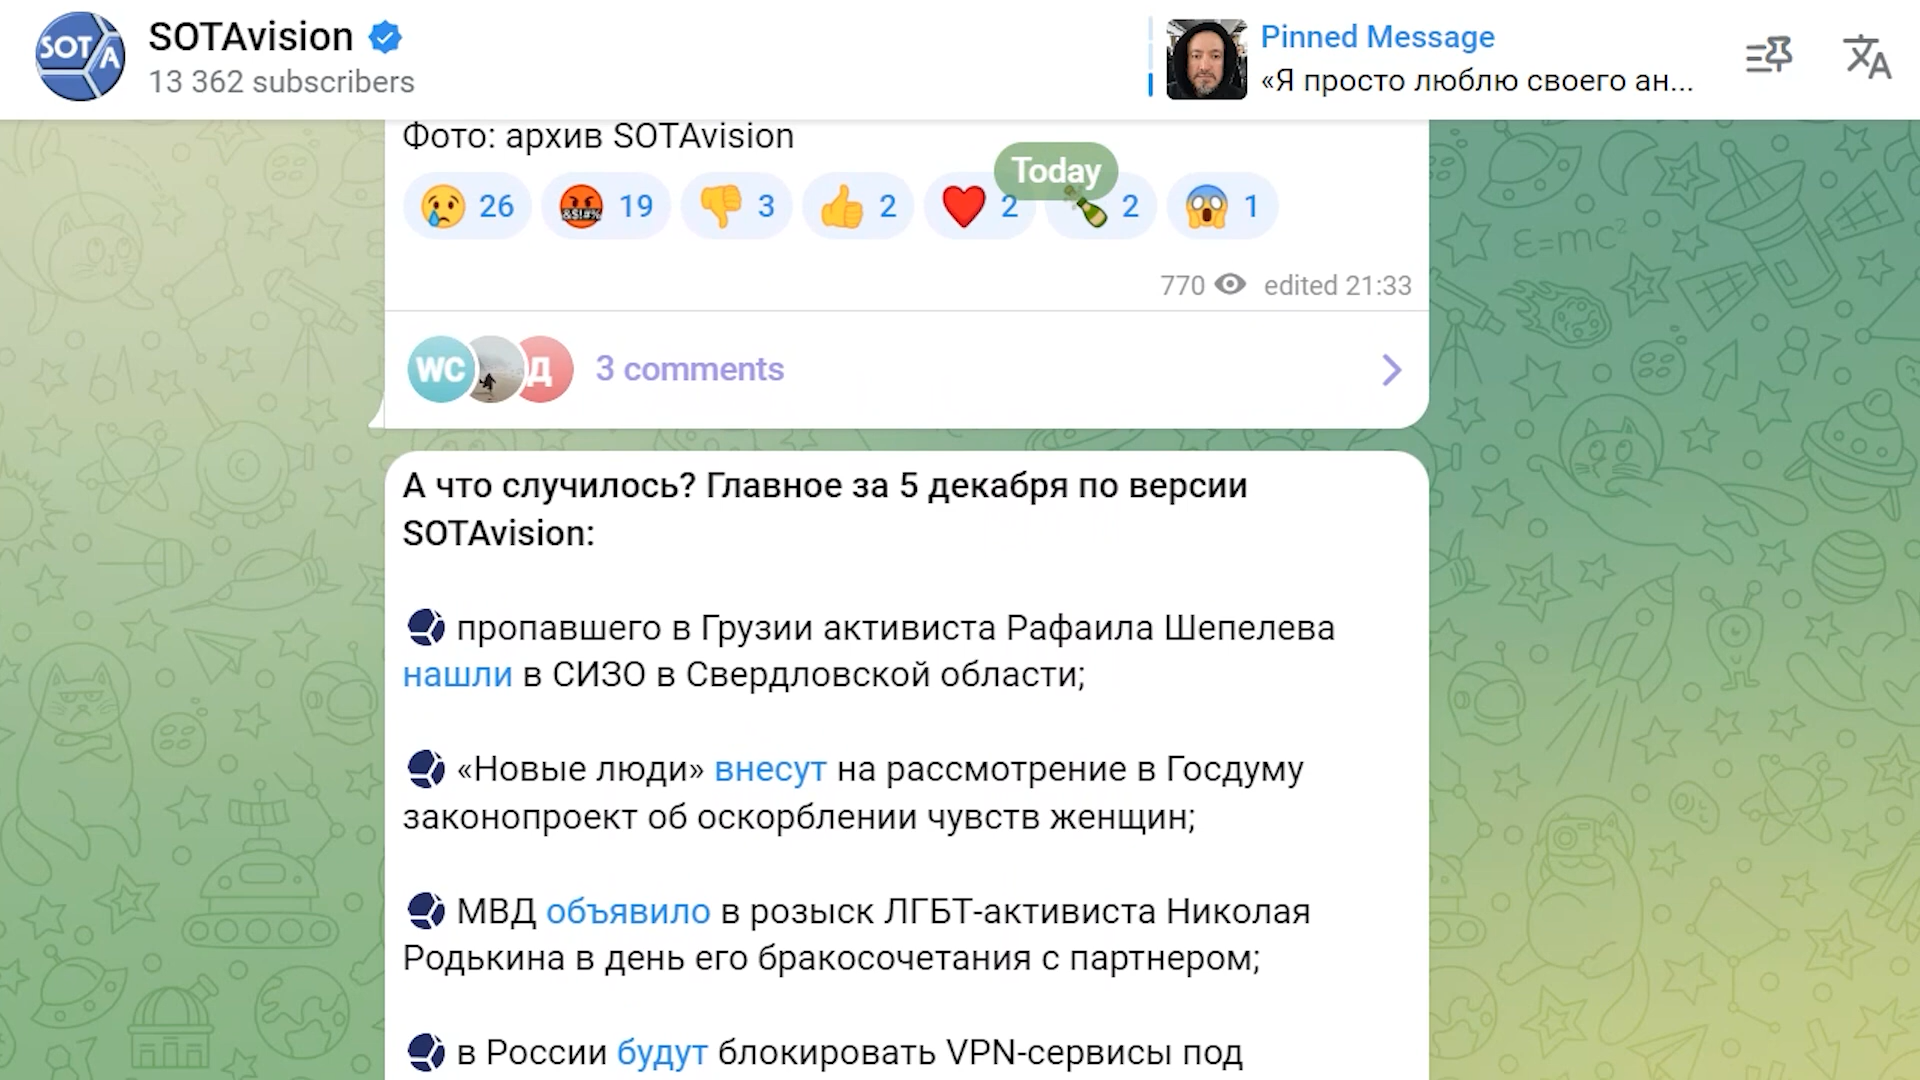 SOTA
SOTAvision
13 362 subscribers
Pinned Message
«Я просто люблю своего ан...
Фото: архив SOTAvision
Today
26 19 3 2 2 2 1
770 edited 21:33
WC Д 3 comments
А что случилось? Главное за 5 декабря по версии
SOTAvision:
пропавшего в Грузии активиста Рафаила Шепелева
нашли в СИЗО в Свердловской области;
«Новые люди» внесут на рассмотрение в Госдуму
законопроект об оскорблении чувств женщин;
МВД объявило в розыск ЛГБТ-активиста Николая
Родькина в день его бракосочетания с партнером;
в России будут блокировать VPN-сервисы под
E=mc²